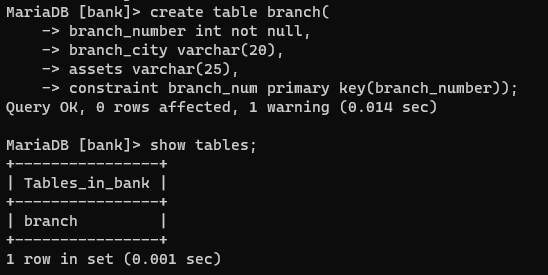 MariaDB [bank]> create table branch(
    -> branch_number int not null,
    -> branch_city varchar(20),
    -> assets varchar(25),
    -> constraint branch_num primary key(branch_number));
Query OK, 0 rows affected, 1 warning (0.014 sec)

MariaDB [bank]> show tables;
+----------------+
| Tables_in_bank |
+----------------+
| branch         |
+----------------+
1 row in set (0.001 sec)